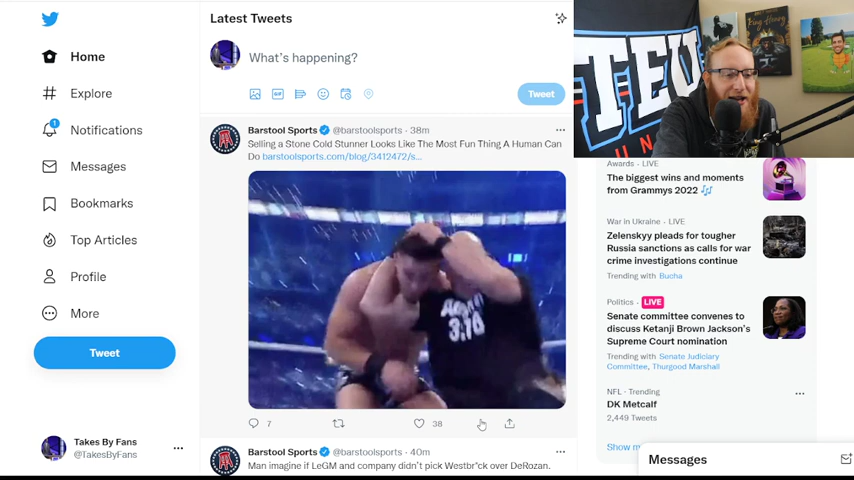 Home
Explore
1
Notifications
Messages
Bookmarks
Top Articles
Profile
More
Tweet
Takes By Fans
@TakesByFans
Latest Tweets
What's happening?
Tweet
Barstool Sports @barstoolsports · 38m
Selling a Stone Cold Stunner Looks Like The Most Fun Thing A Human Can
Do barstoolsports.com/blog/3412472/s...
7
38
Barstool Sports @barstoolsports · 40m
Man imagine if LeGM and company didn't pick Westbr*ck over DeRozan.
TEU
Awards · LIVE
The biggest wins and moments
from Grammys 2022
War in Ukraine · LIVE
Zelenskyy pleads for tougher
Russia sanctions as calls for war
crime investigations continue
Trending with Bucha
Politics · LIVE
Senate committee convenes to
discuss Ketanji Brown Jackson's
Supreme Court nomination
Trending with Senate Judiciary
Committee, Thurgood Marshall
NFL · Trending
DK Metcalf
2,449 Tweets
Show m
Messages